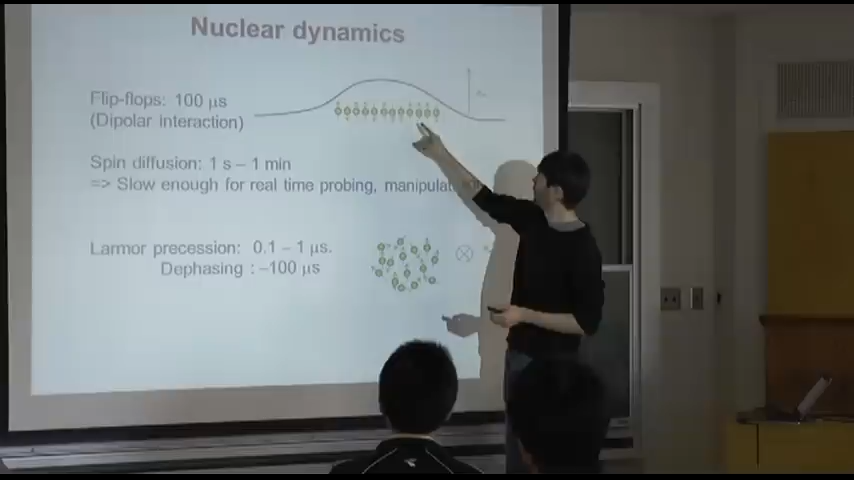 Nuclear dynamics
Flip-flops: 100 µs
(Dipolar interaction)
Spin diffusion: 1 s – 1 min
=> Slow enough for real time probing, manipulat
Larmor precession: 0.1 – 1 µs.
Dephasing : ~100 µs